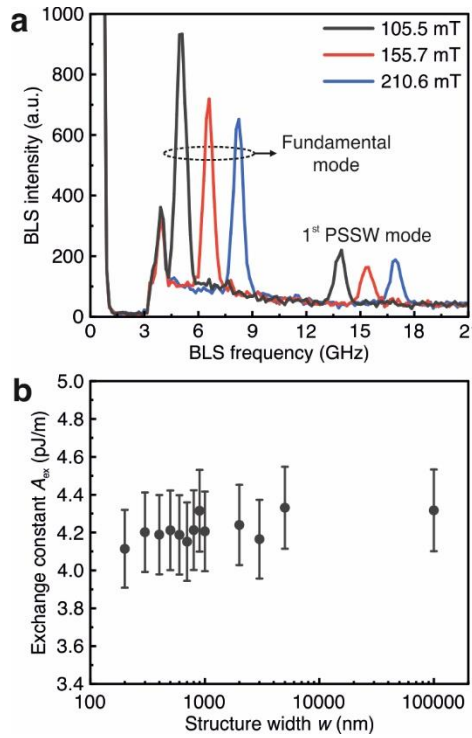 a
1000
800
600
400
200
0
BLS intensity (a.u.)
105.5 mT
155.7 mT
210.6 mT
Fundamental
mode
1st PSSW mode
0 3 6 9 12 15 18 21
BLS frequency (GHz)
b
5.0
4.8
4.6
4.4
4.2
4.0
3.8
3.6
3.4
Exchange constant Aex (pJ/m)
100 1000 10000 100000
Structure width w (nm)